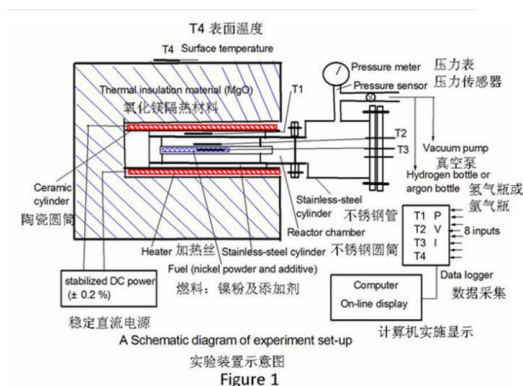 T4 表面温度
T4 Surface temperature
Thermal insulation material (MgO)
氧化镁隔热材料
T1
Pressure meter 压力表
Pressure sensor 压力传感器
T2
T3
Vacuum pump
真空泵
Hydrogen bottle or
argon bottle 氢气瓶或
氩气瓶
Ceramic
cylinder
陶瓷圆筒
Stainless-steel
cylinder 不锈钢管
Reactor chamber
Heater 加热丝 Stainless-steel cylinder 不锈钢圆筒
Fuel (nickel powder and additive)
燃料：镍粉及添加剂
T1 P
T2 V
T3 I
T4
8 inputs
stabilized DC power
(± 0.2 %)
稳定直流电源
Data logger
数据采集
Computer
On-line display
计算机实施显示
A Schematic diagram of experiment set-up
实验装置示意图
Figure 1